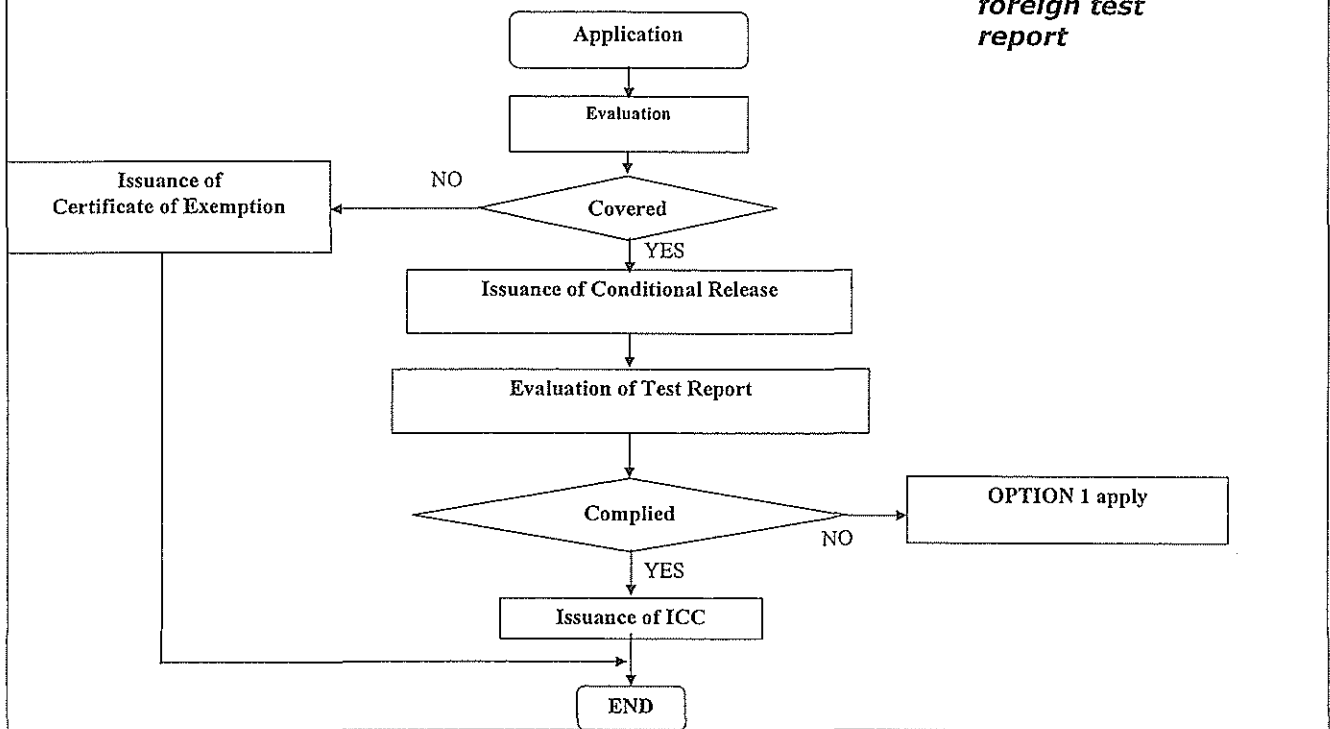 foreign test
report
Application
Evaluation
Issuance of
Certificate of Exemption
NO
Covered
YES
Issuance of Conditional Release
Evaluation of Test Report
Complied
NO
OPTION 1 apply
YES
Issuance of ICC
END